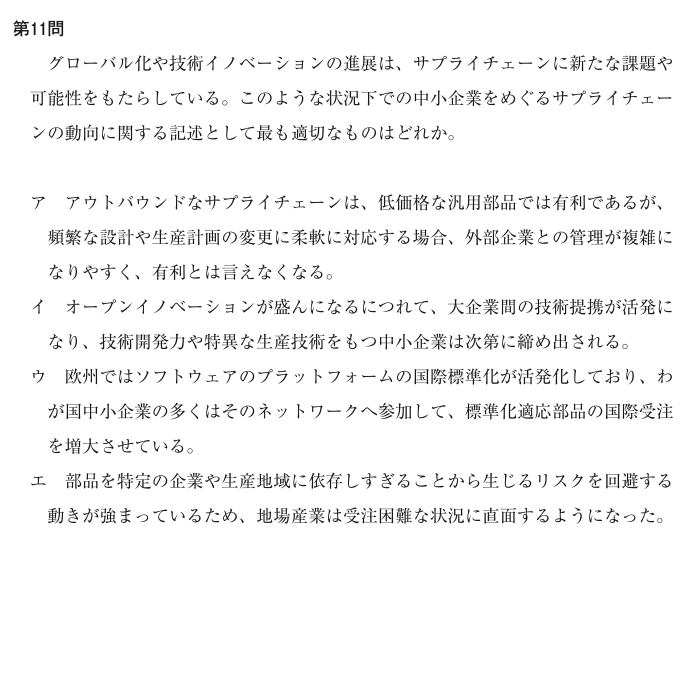 第11問
グローバル化や技術イノベーションの進展は、サプライチェーンに新たな課題や
可能性をもたらしている。このような状況下での中小企業をめぐるサプライチェー
ンの動向に関する記述として最も適切なものはどれか。
ア　アウトバウンドなサプライチェーンは、低価格な汎用部品では有利であるが、
頻繁な設計や生産計画の変更に柔軟に対応する場合、外部企業との管理が複雑に
なりやすく、有利とは言えなくなる。
イ　オープンイノベーションが盛んになるにつれて、大企業間の技術提携が活発に
なり、技術開発力や特異な生産技術をもつ中小企業は次第に締め出される。
ウ　欧州ではソフトウェアのプラットフォームの国際標準化が活発化しており、わ
が国中小企業の多くはそのネットワークへ参加して、標準化適応部品の国際受注
を増大させている。
エ　部品を特定の企業や生産地域に依存しすぎることから生じるリスクを回避する
動きが強まっているため、地場産業は受注困難な状況に直面するようになった。